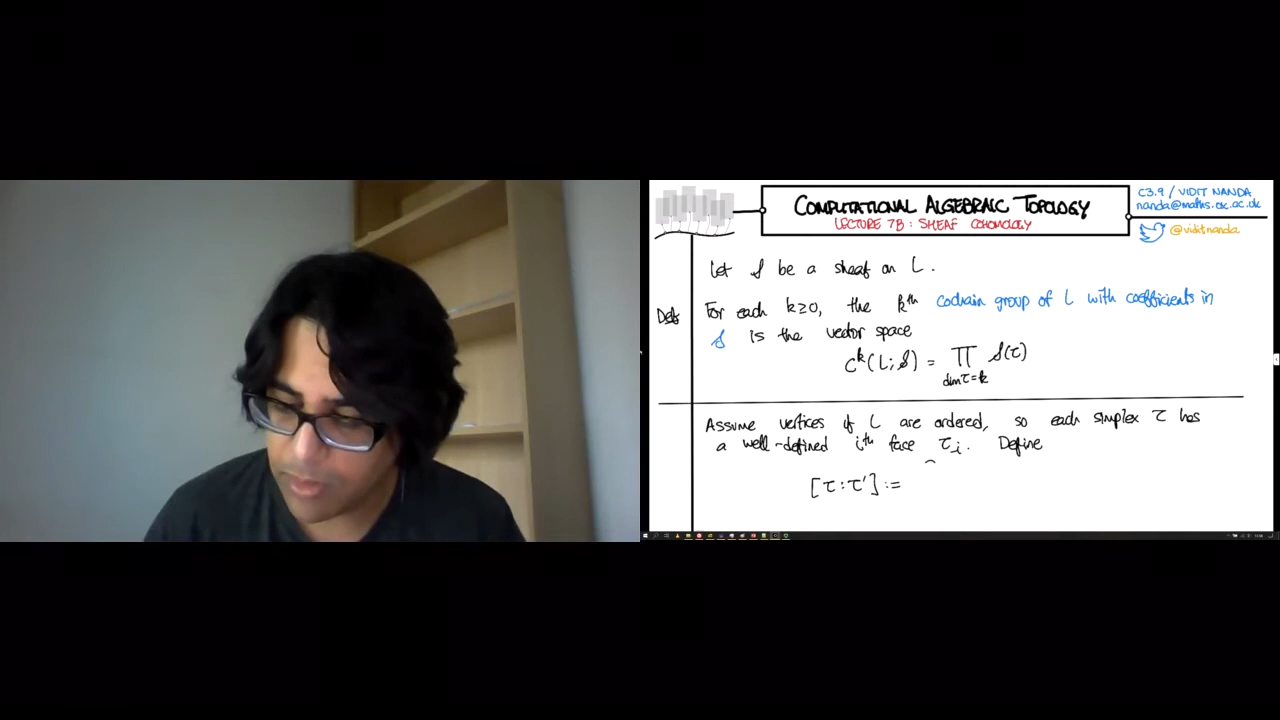 COMPUTATIONAL ALGEBRAIC TOPOLOGY
LECTURE 7B : SHEAF COHOMOLOGY
C3.9 / VIDIT NANDA
nanda@maths.ox.ac.uk
@viditnanda
Let 𝒮 be a sheaf on L.
Def For each k≥0, the kᵗʰ cochain group of L with coefficients in
𝒮 is the vector space
Cᵏ(L; 𝒮) = ∏ 𝒮(τ)
dim τ = k
Assume vertices of L are ordered, so each simplex τ has
a well-defined iᵗʰ face τ₋ᵢ. Define
[τ:τ'] :=